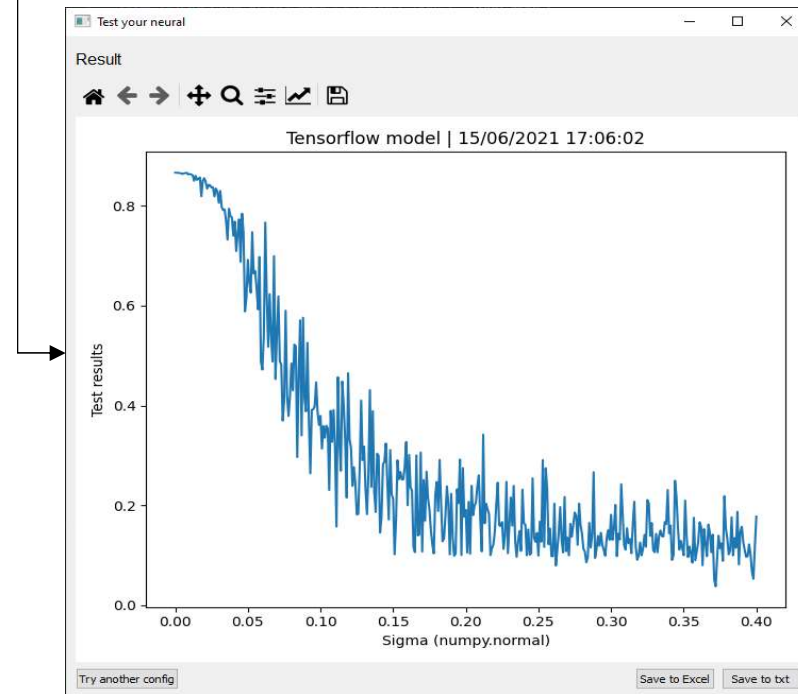 Test your neural
Result
Tensorflow model | 15/06/2021 17:06:02
0.8
0.6
0.4
0.2
0.0
Test results
0.00 0.05 0.10 0.15 0.20 0.25 0.30 0.35 0.40
Sigma (numpy.normal)
Try another config Save to Excel Save to txt